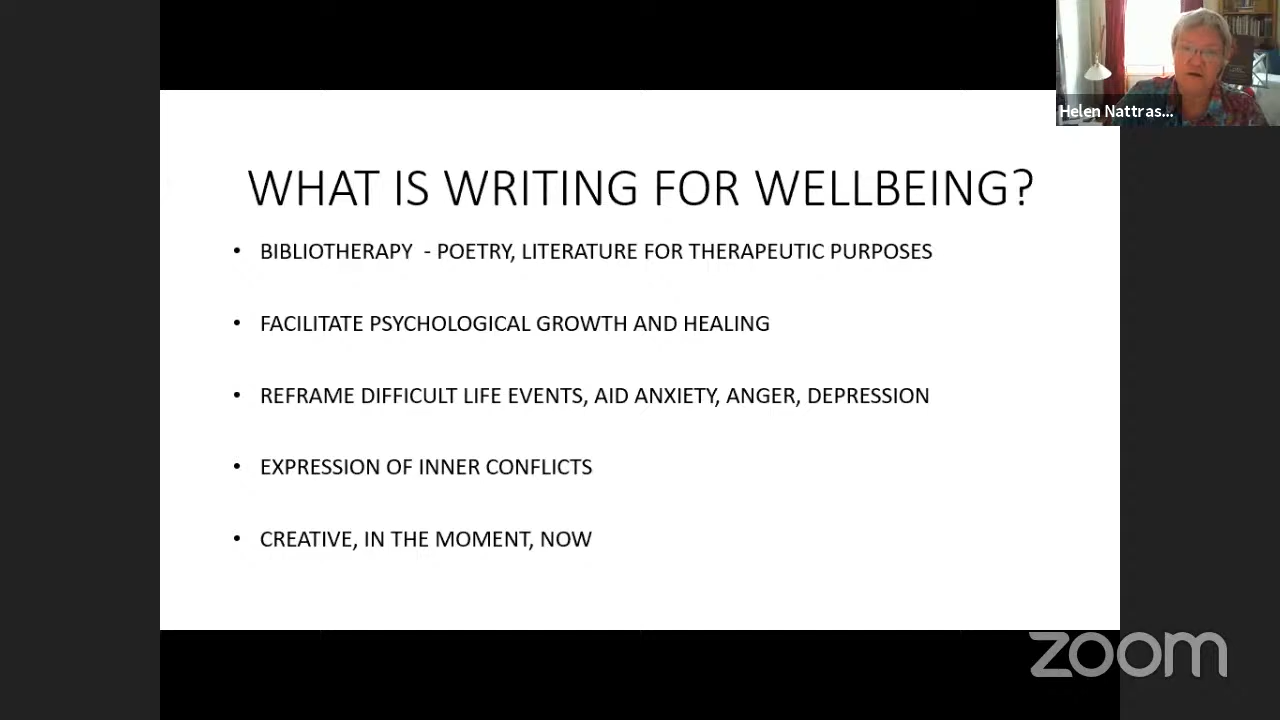 Helen Nattras...
WHAT IS WRITING FOR WELLBEING?
• BIBLIOTHERAPY - POETRY, LITERATURE FOR THERAPEUTIC PURPOSES
• FACILITATE PSYCHOLOGICAL GROWTH AND HEALING
• REFRAME DIFFICULT LIFE EVENTS, AID ANXIETY, ANGER, DEPRESSION
• EXPRESSION OF INNER CONFLICTS
• CREATIVE, IN THE MOMENT, NOW
zoom